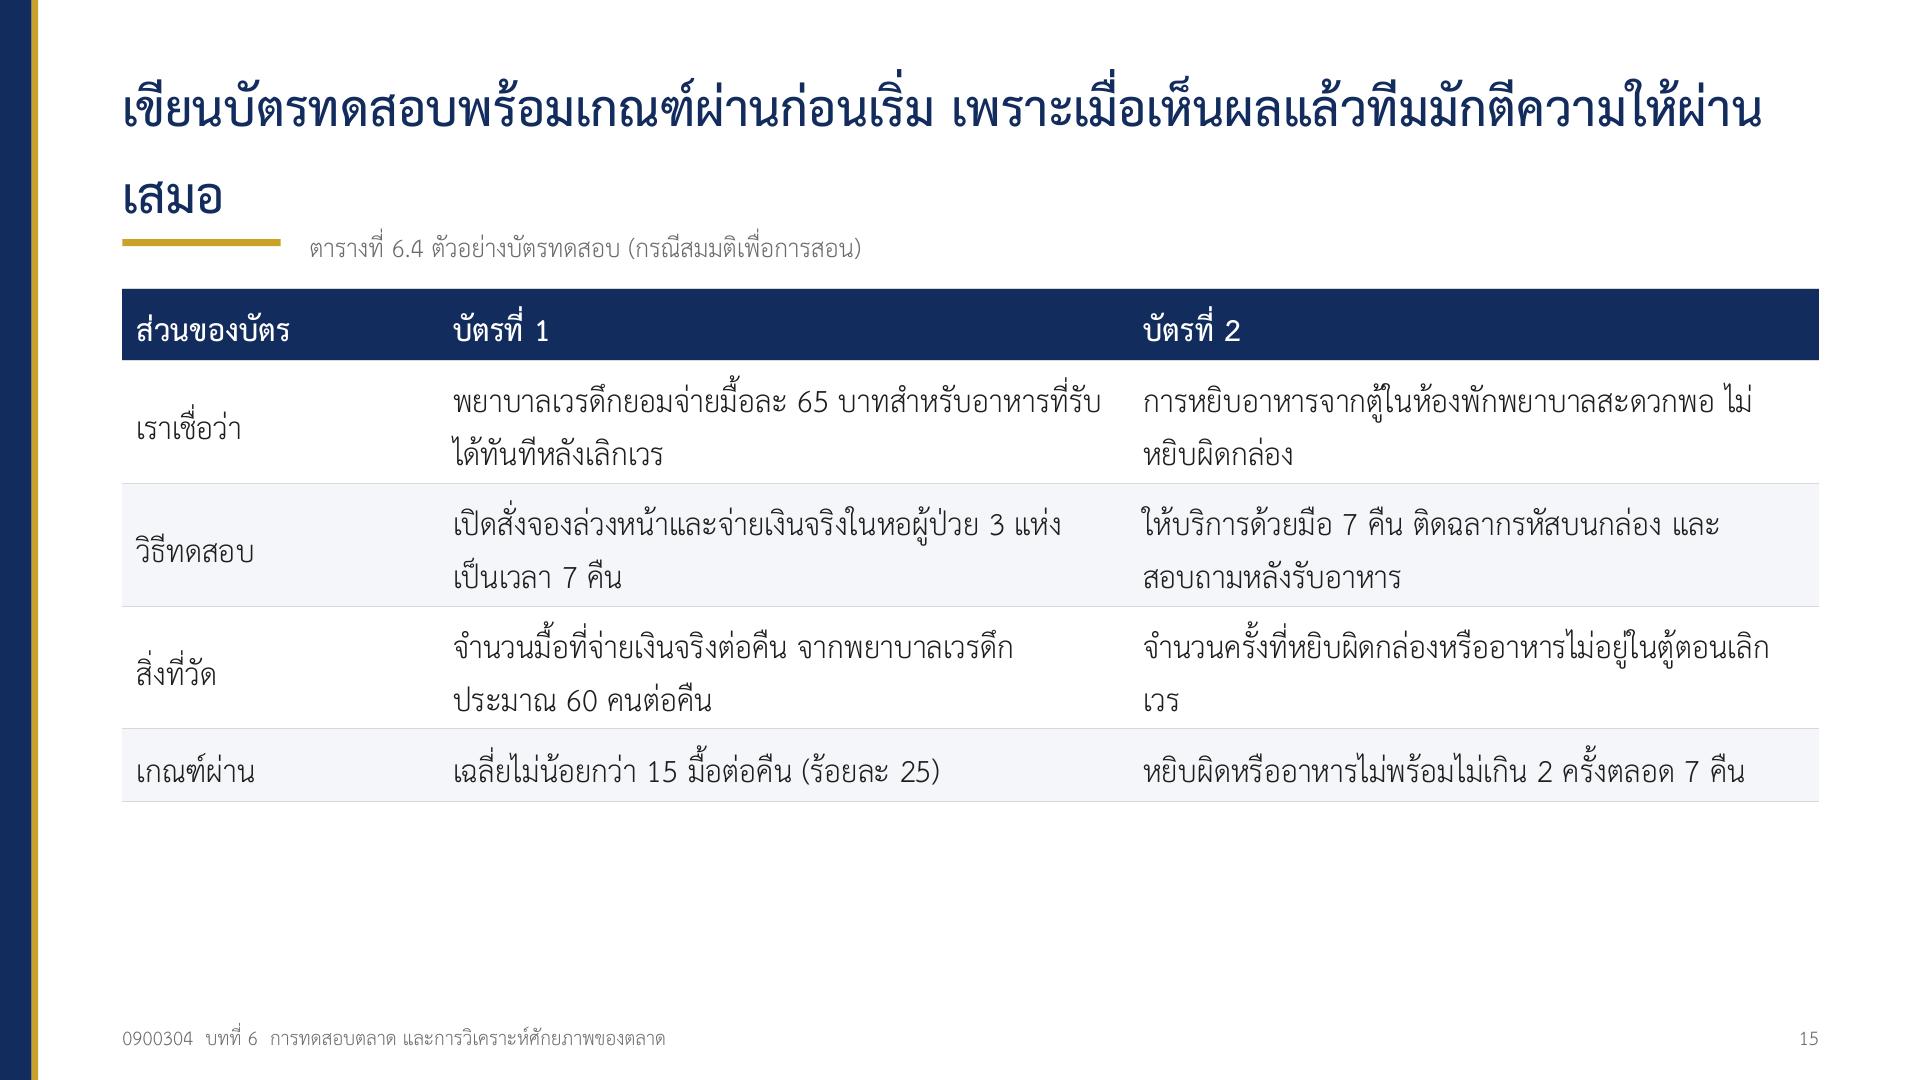 เขียนบัตรทดสอบพร้อมเกณฑ์ผ่านก่อนเริ่ม เพราะเมื่อเห็นผลแล้วทีมมักตีความให้ผ่าน
เสมอ
ตารางที่ 6.4 ตัวอย่างบัตรทดสอบ (กรณีสมมติเพื่อการสอน)
ส่วนของบัตร บัตรที่ 1 บัตรที่ 2
เราเชื่อว่า
พยาบาลเวรดึกยอมจ่ายมื้อละ 65 บาทสำหรับอาหารที่รับ
ได้ทันทีหลังเลิกเวร
การหยิบอาหารจากตู้ในห้องพักพยาบาลสะดวกพอ ไม่
หยิบผิดกล่อง
วิธีทดสอบ
เปิดสั่งจองล่วงหน้าและจ่ายเงินจริงในหอผู้ป่วย 3 แห่ง
เป็นเวลา 7 คืน
ให้บริการด้วยมือ 7 คืน ติดฉลากรหัสบนกล่อง และ
สอบถามหลังรับอาหาร
สิ่งที่วัด
จำนวนมื้อที่จ่ายเงินจริงต่อคืน จากพยาบาลเวรดึก
ประมาณ 60 คนต่อคืน
จำนวนครั้งที่หยิบผิดกล่องหรืออาหารไม่อยู่ในตู้ตอนเลิก
เวร
เกณฑ์ผ่าน
เฉลี่ยไม่น้อยกว่า 15 มื้อต่อคืน (ร้อยละ 25)
หยิบผิดหรืออาหารไม่พร้อมไม่เกิน 2 ครั้งตลอด 7 คืน
0900304 บทที่ 6 การทดสอบตลาด และการวิเคราะห์ศักยภาพของตลาด
15